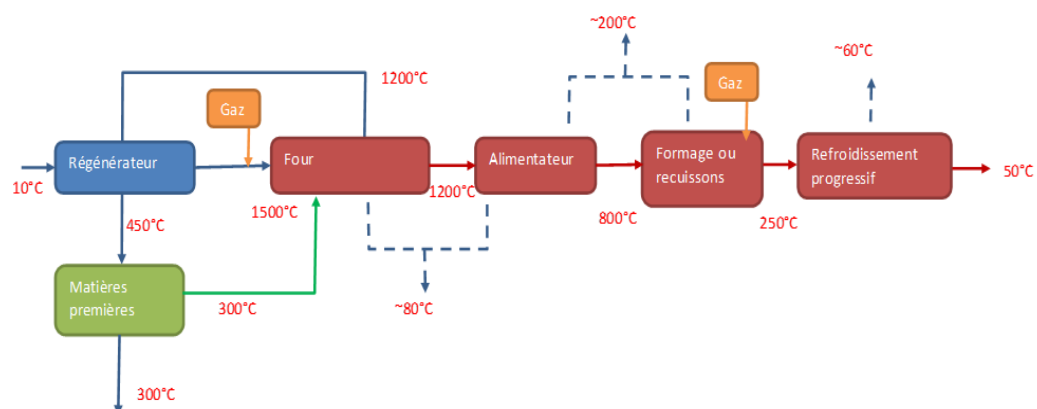 ~200°C
~60°C
1200°C
Gaz
Gaz
Régénérateur
Four
Alimentateur
Formage ou
recuissons
Refroidissement
progressif
10°C
1500°C
1200°C
800°C
250°C
50°C
450°C
Matières
premières
300°C
~80°C
300°C